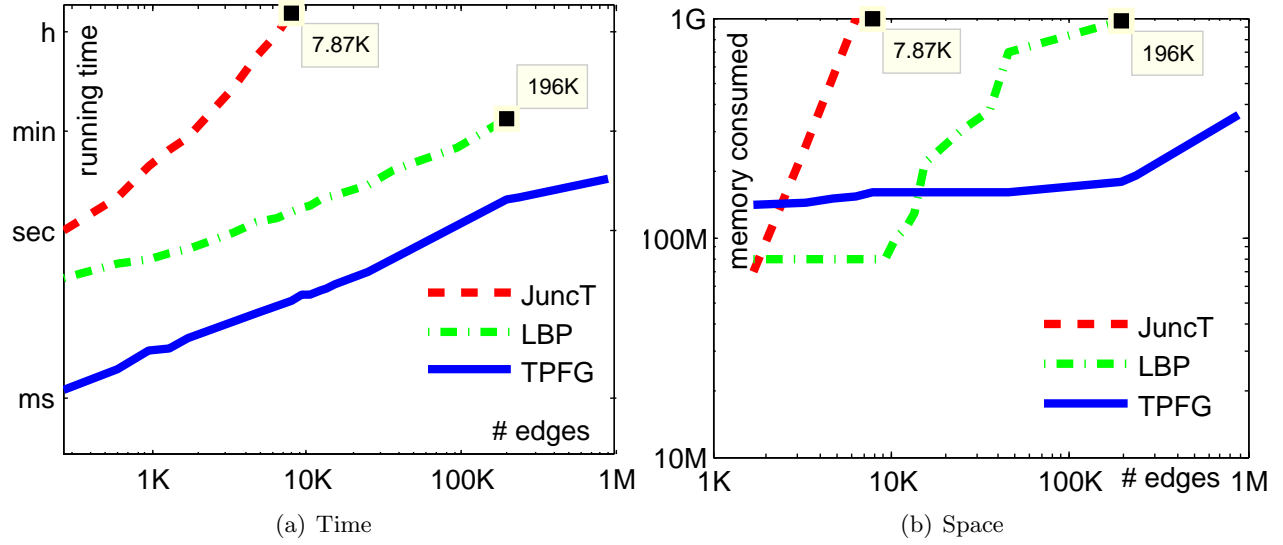 h
min
sec
ms
running time
7.87K
196K
JuncT
LBP
TPFG
# edges
1K
10K
100K
1M
(a) Time
1G
100M
10M
memory consumed
7.87K
196K
JuncT
LBP
TPFG
1K
10K
100K
# edges
1M
(b) Space